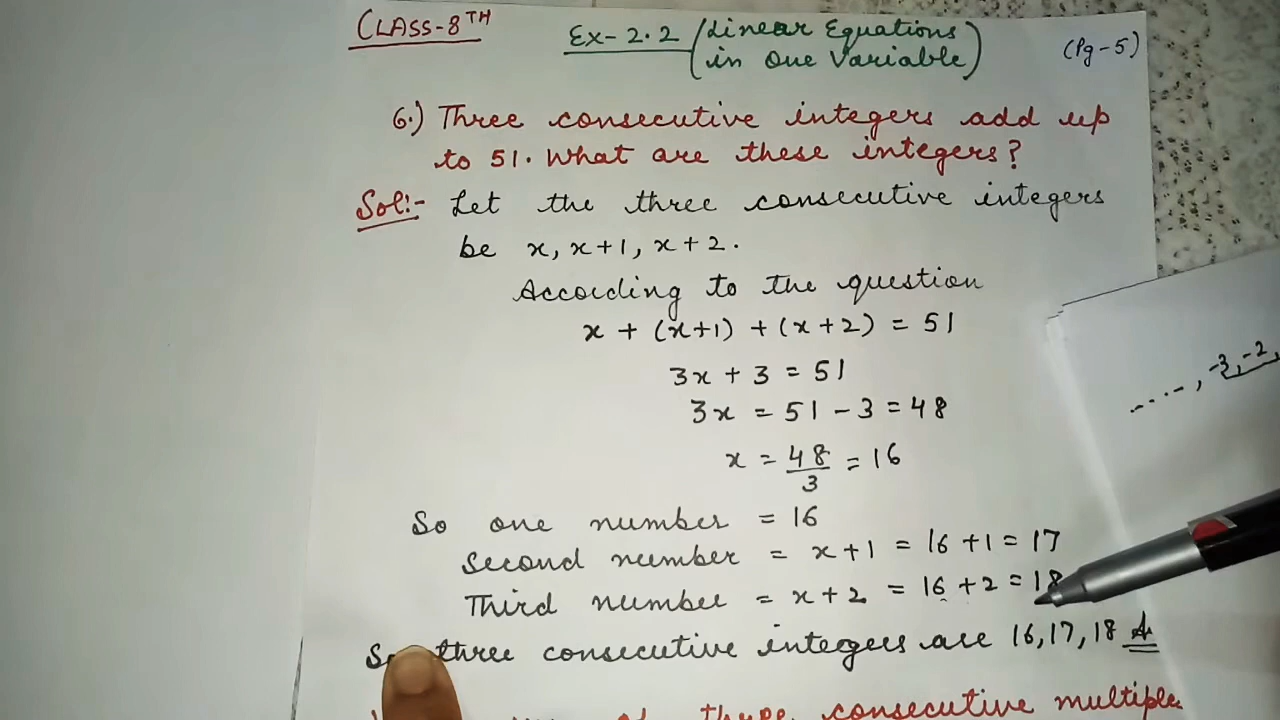 CLASS-8TH
Ex-2.2 (Linear Equations in One Variable)
(Pg-5)
6.) Three consecutive integers add up
to 51. What are these integers?
Sol:- Let the three consecutive integers
be x, x+1, x+2.
According to the question
x + (x+1) + (x+2) = 51
3x + 3 = 51
3x = 51 - 3 = 48
x = 48/3 = 16
So one number = 16
Second number = x+1 = 16+1 = 17
Third number = x+2 = 16+2 = 18
So three consecutive integers are 16,17,18
three consecutive multiple
....., -3, -2,